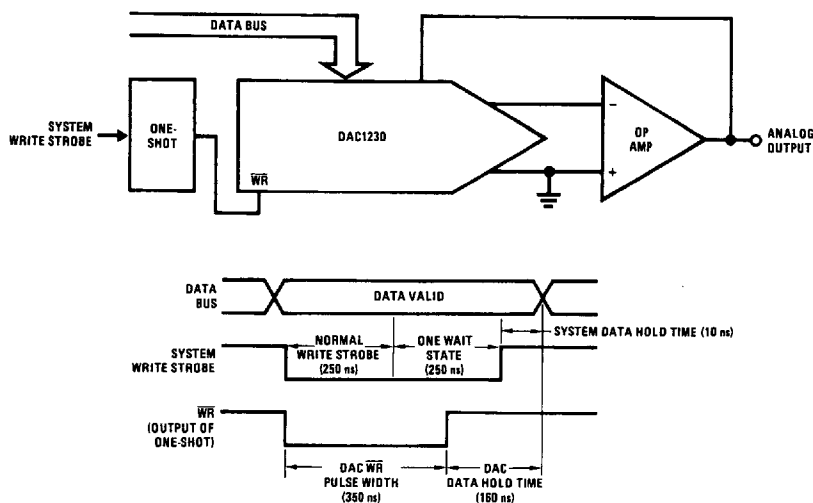 DATA BUS
SYSTEM
WRITE STROBE
ONE-
SHOT
WR
DAC1230
-
+
OP
AMP
ANALOG
OUTPUT
DATA
BUS
DATA VALID
SYSTEM DATA HOLD TIME (10 ns)
SYSTEM
WRITE STROBE
NORMAL
WRITE STROBE
(250 ns)
ONE WAIT
STATE
(250 ns)
WR
(OUTPUT OF
ONE-SHOT)
DAC WR
PULSE WIDTH
(350 ns)
DAC
DATA HOLD TIME
(160 ns)